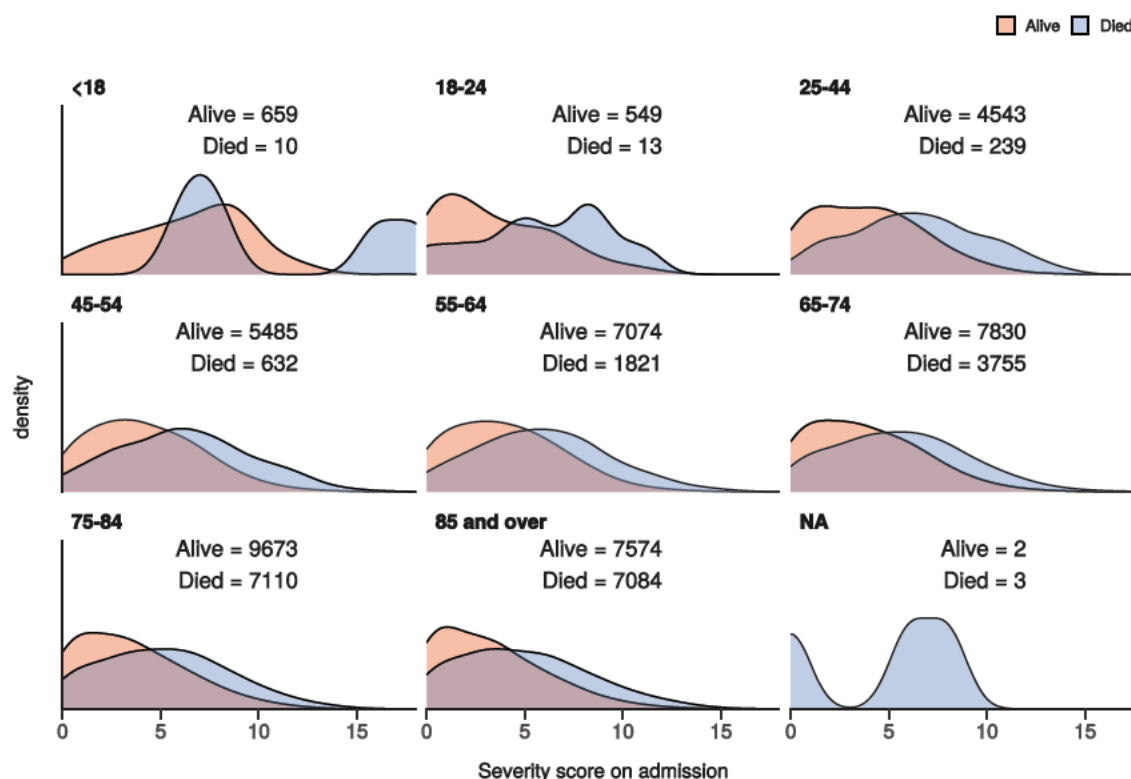 Alive Died
<18 18-24 25-44
Alive = 659 Alive = 549 Alive = 4543
Died = 10 Died = 13 Died = 239
45-54 55-64 65-74
Alive = 5485 Alive = 7074 Alive = 7830
Died = 632 Died = 1821 Died = 3755
density
75-84 85 and over NA
Alive = 9673 Alive = 7574 Alive = 2
Died = 7110 Died = 7084 Died = 3
0 5 10 15 0 5 10 15 0 5 10 15
Severity score on admission